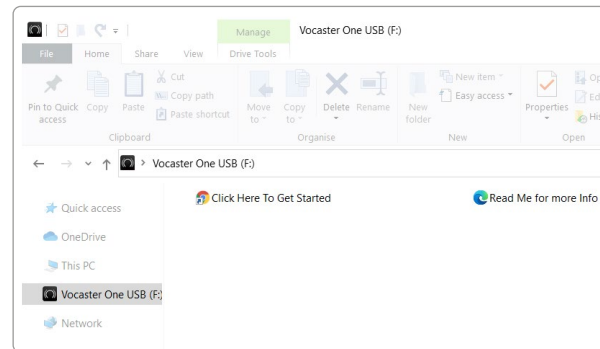 Manage Vocaster One USB (F:)
File Home Share View Drive Tools
Pin to Quick access
Copy
Paste
Cut
Copy path
Paste shortcut
Move to
Copy to
Delete
Rename
New folder
New item
Easy access
Properties
Clipboard Organise New Open
Vocaster One USB (F:)
Quick access
OneDrive
This PC
Vocaster One USB (F:)
Network
Click Here To Get Started
Read Me for more Info